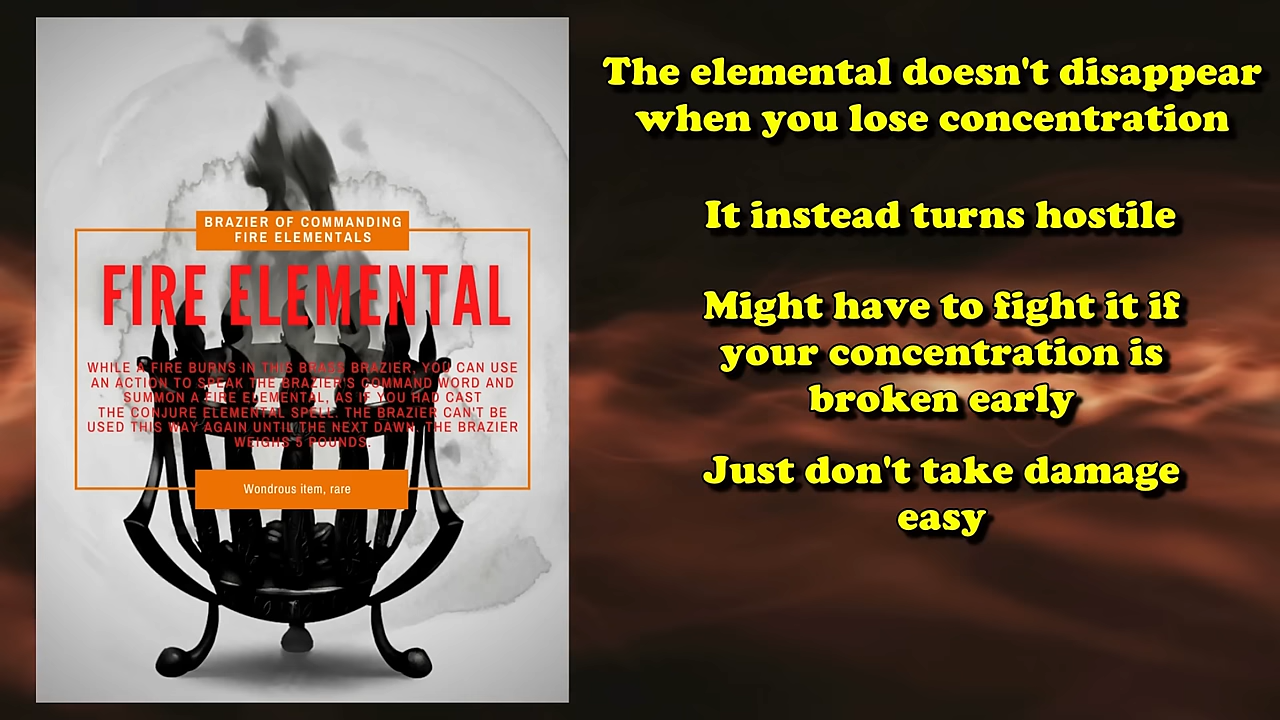 BRAZIER OF COMMANDING
FIRE ELEMENTALS
FIRE ELEMENTAL
WHILE A FIRE BURNS IN THIS BRASS BRAZIER, YOU CAN USE
AN ACTION TO SPEAK THE BRAZIER'S COMMAND WORD AND
SUMMON A FIRE ELEMENTAL, AS IF YOU HAD CAST
THE CONJURE ELEMENTAL SPELL. THE BRAZIER CAN'T BE
USED THIS WAY AGAIN UNTIL THE NEXT DAWN. THE BRAZIER
WEIGHS 5 POUNDS.
Wondrous item, rare
The elemental doesn't disappear
when you lose concentration
It instead turns hostile
Might have to fight it if
your concentration is
broken early
Just don't take damage
easy